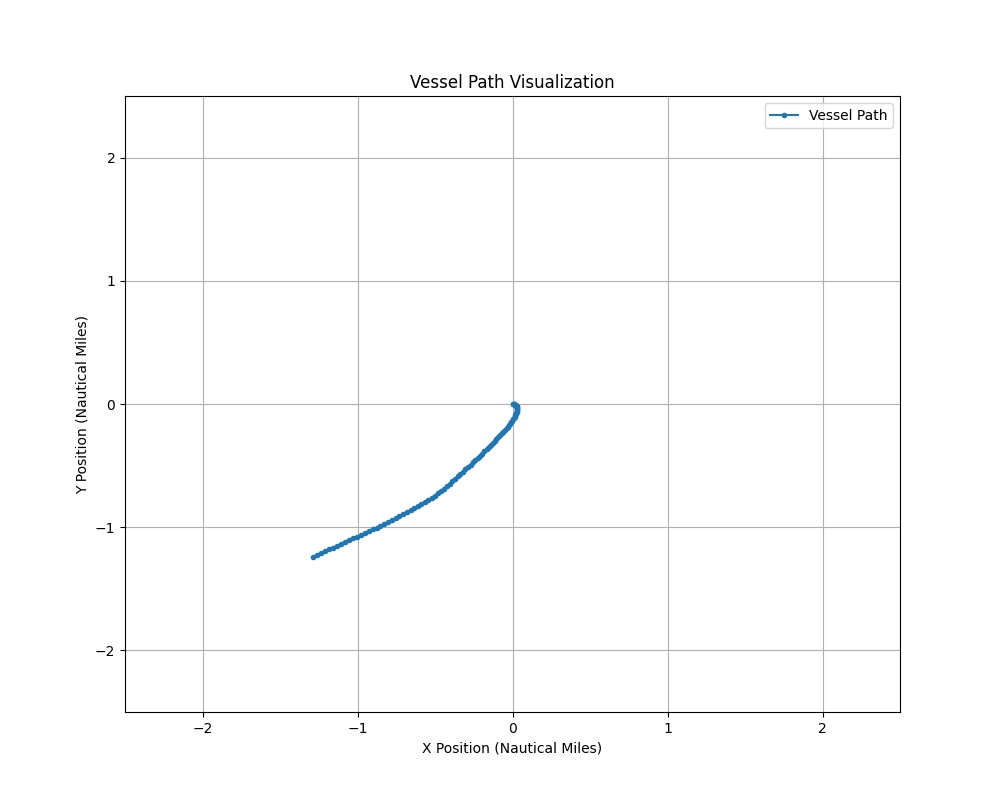 Vessel Path Visualization
Vessel Path
2
1
0
−1
−2
Y Position (Nautical Miles)
−2
−1
0
1
2
X Position (Nautical Miles)